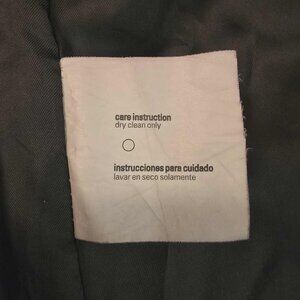 care instruction
dry clean only
instrucciones para cuidado
lavar en seco solamente